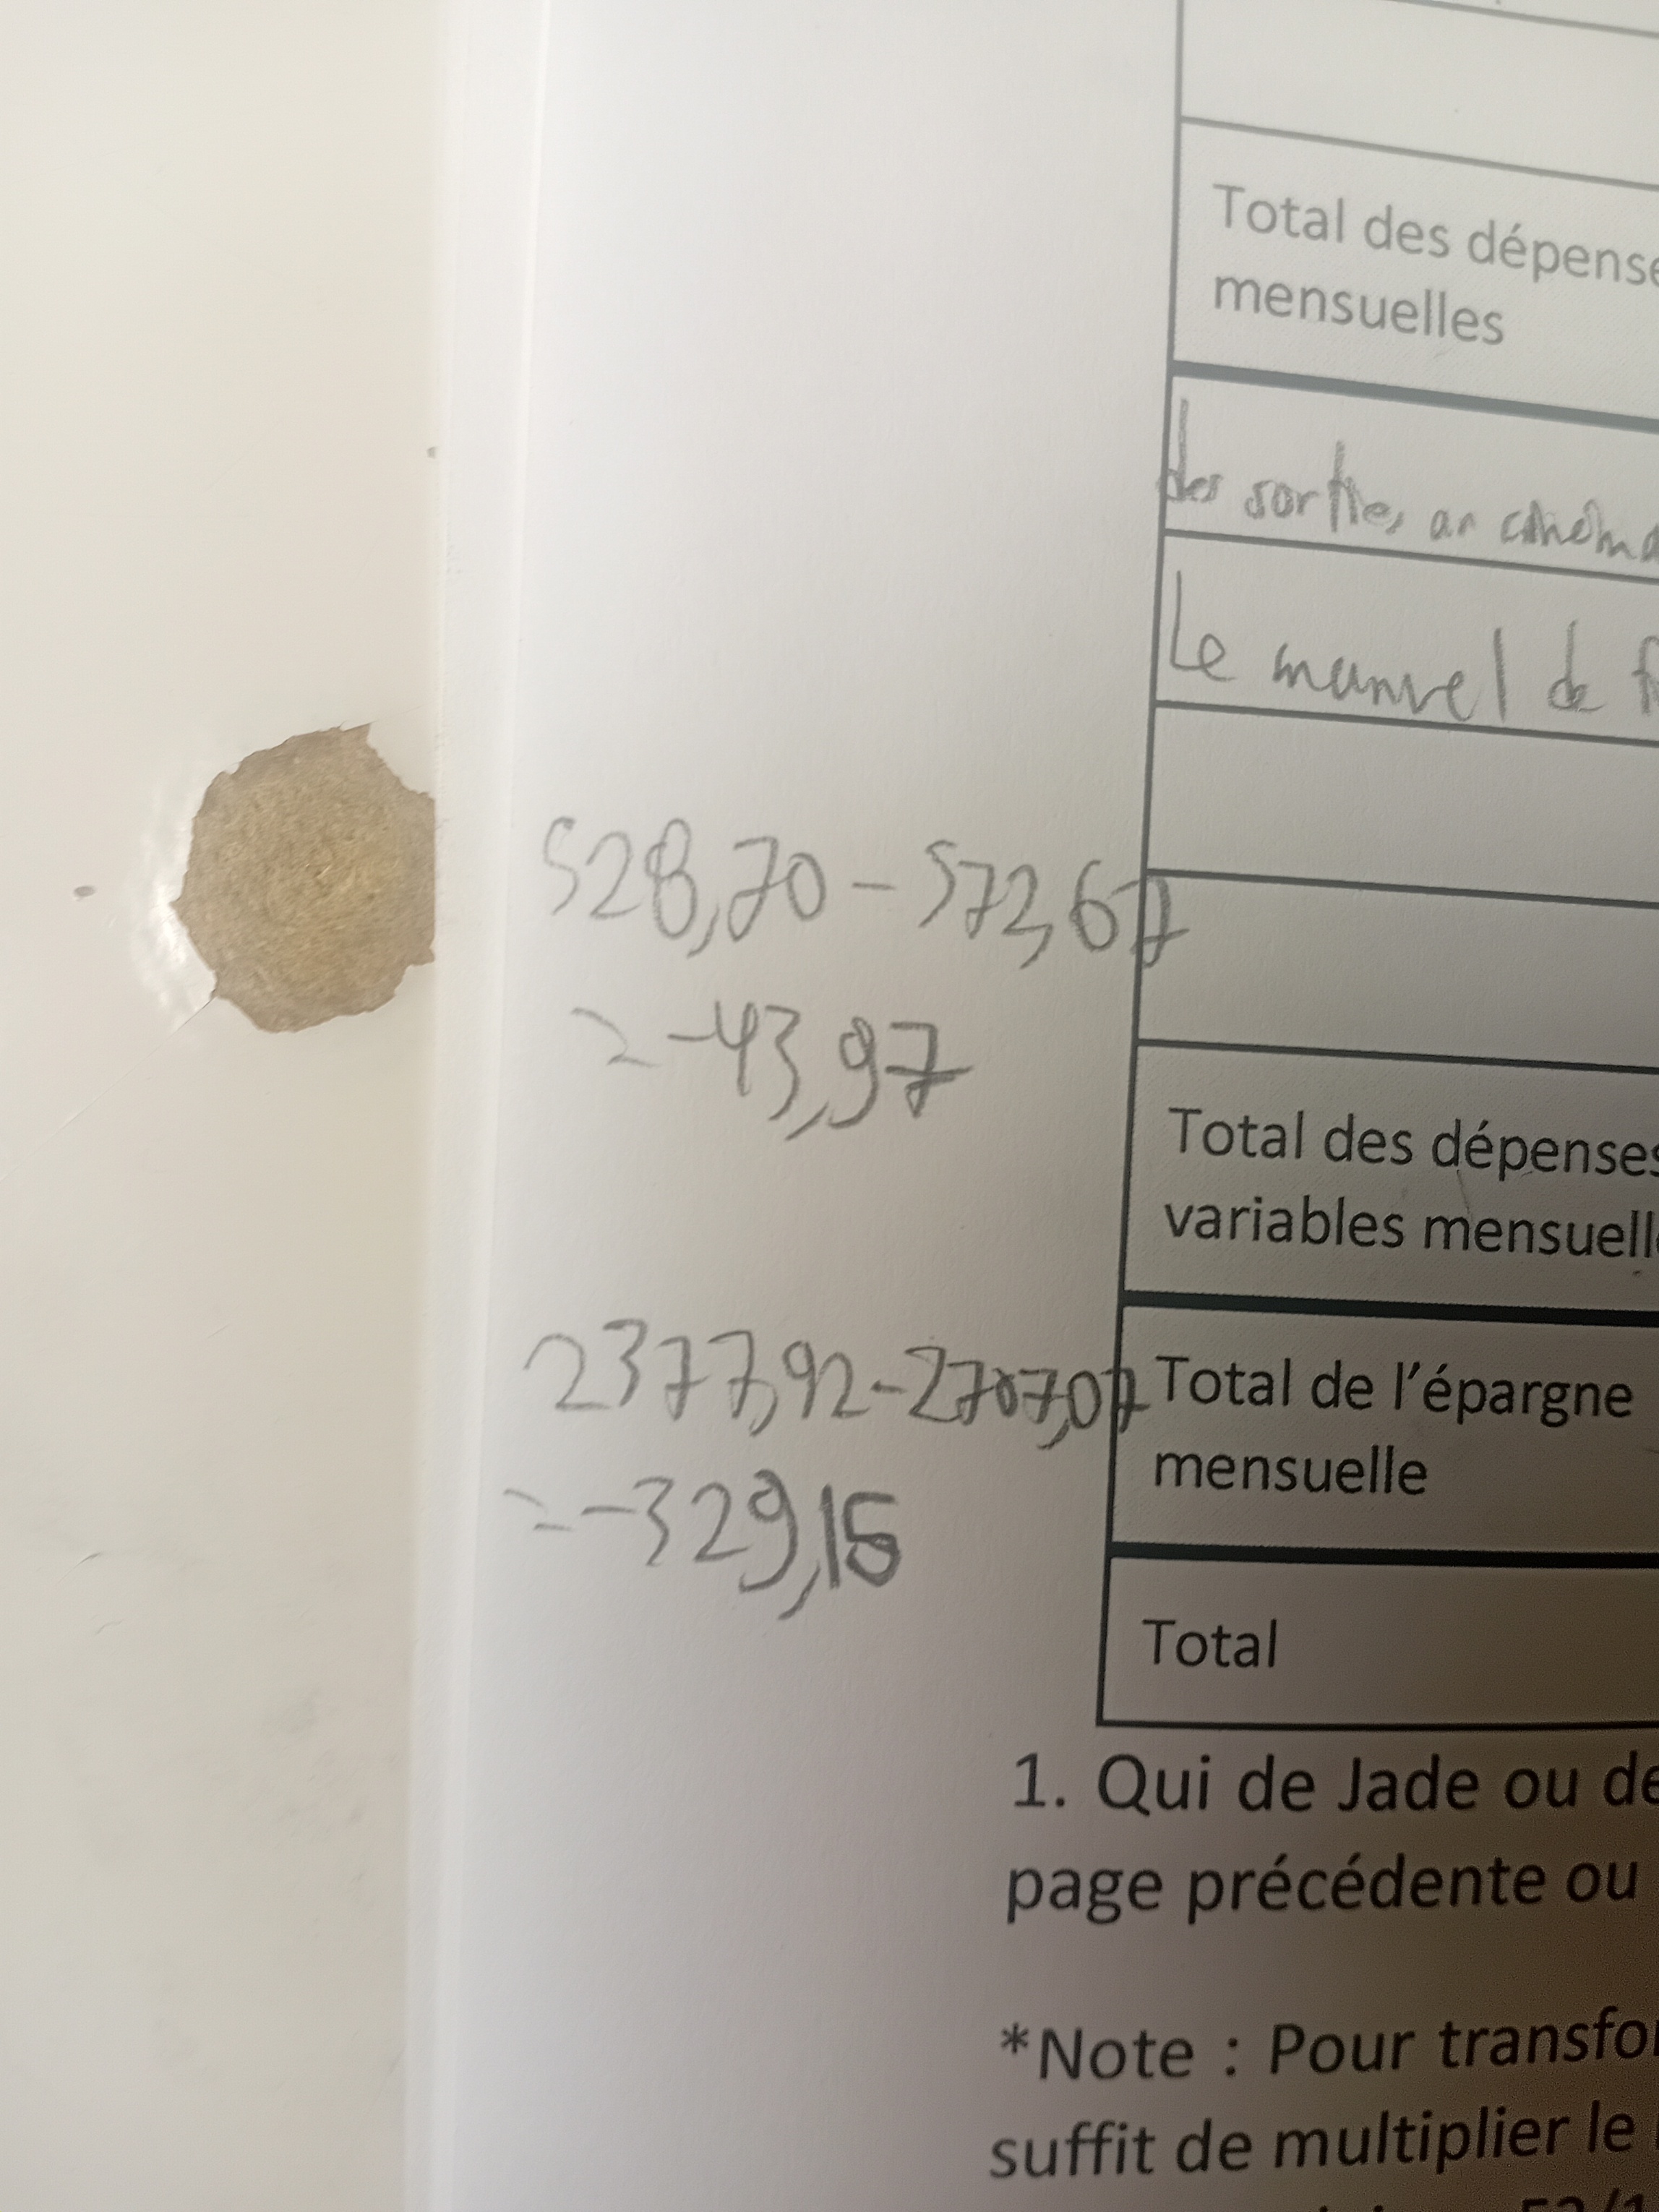 Total des dépense
mensuelles
des sorties au cinéma
Le manuel de f
528,70 - 572,67
= -43,97
Total des dépenses
variables mensuell
2377,92 - 2707,07
= -329,15
Total de l'épargne
mensuelle
Total
1. Qui de Jade ou de
page précédente ou
*Note : Pour transfo
suffit de multiplier le